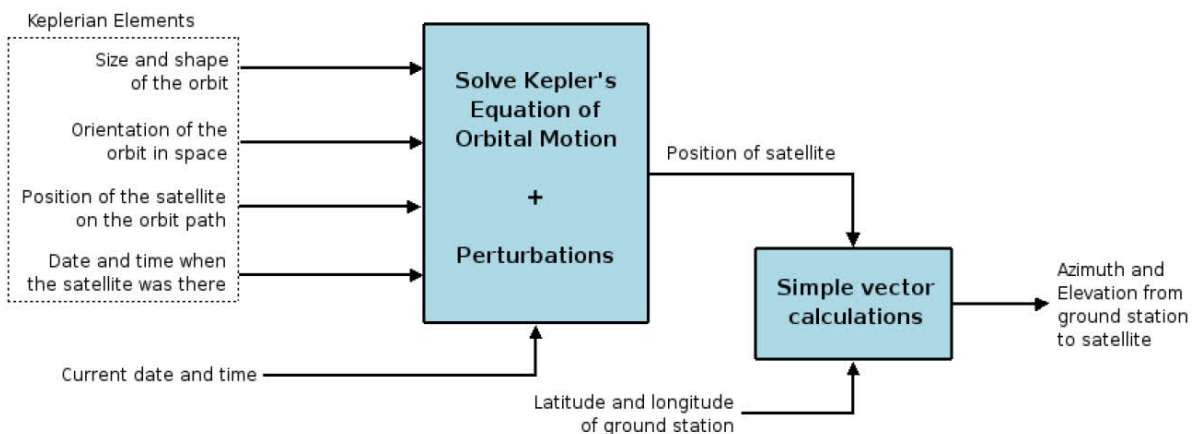 Keplerian Elements
Size and shape
of the orbit
Orientation of the
orbit in space
Position of the satellite
on the orbit path
Date and time when
the satellite was there
Current date and time
Solve Kepler's
Equation of
Orbital Motion
+
Perturbations
Position of satellite
Simple vector
calculations
Latitude and longitude
of ground station
Azimuth and
Elevation from
ground station
to satellite